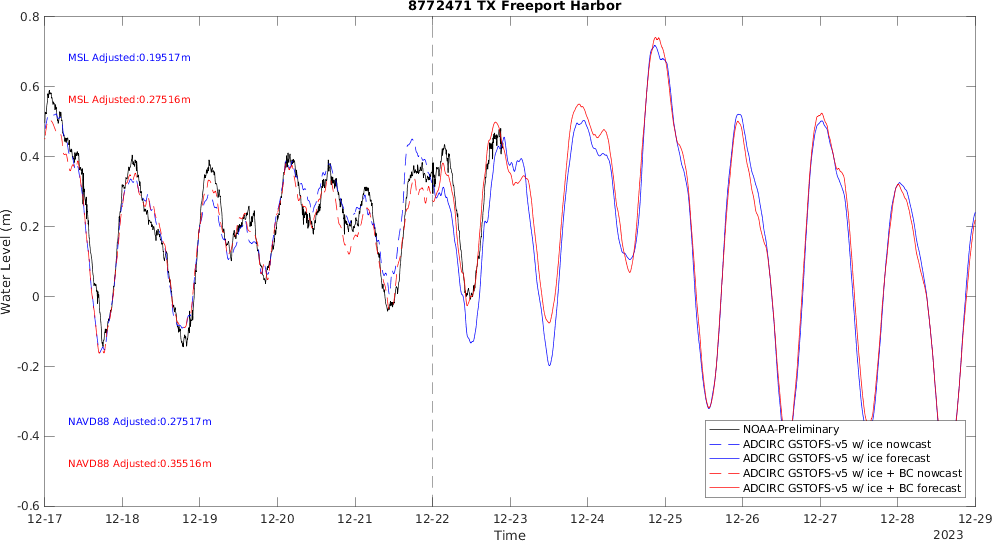 8772471 TX Freeport Harbor
0.8
0.6
0.4
0.2
0
-0.2
-0.4
-0.6
Water Level (m)
MSL Adjusted:0.19517m
MSL Adjusted:0.27516m
NAVD88 Adjusted:0.27517m
NAVD88 Adjusted:0.35516m
NOAA-Preliminary
ADCIRC GSTOFS-v5 w/ ice nowcast
ADCIRC GSTOFS-v5 w/ ice forecast
ADCIRC GSTOFS-v5 w/ ice + BC nowcast
ADCIRC GSTOFS-v5 w/ ice + BC forecast
12-17 12-18 12-19 12-20 12-21 12-22 12-23 12-24 12-25 12-26 12-27 12-28 12-29
Time
2023